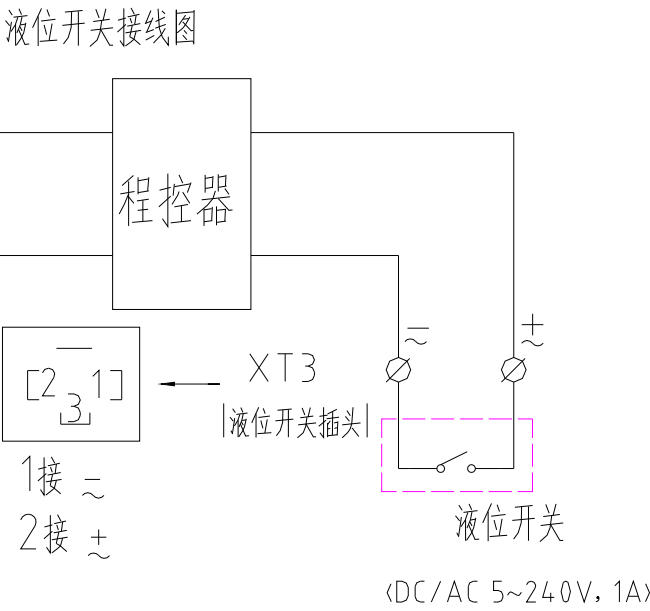 液位开关接线图
程控器
− ~
+ ~
XT3
[2 1]
3
|液位开关插头|
1接 − ~
2接 + ~
液位开关
<DC/AC 5~240V, 1A>